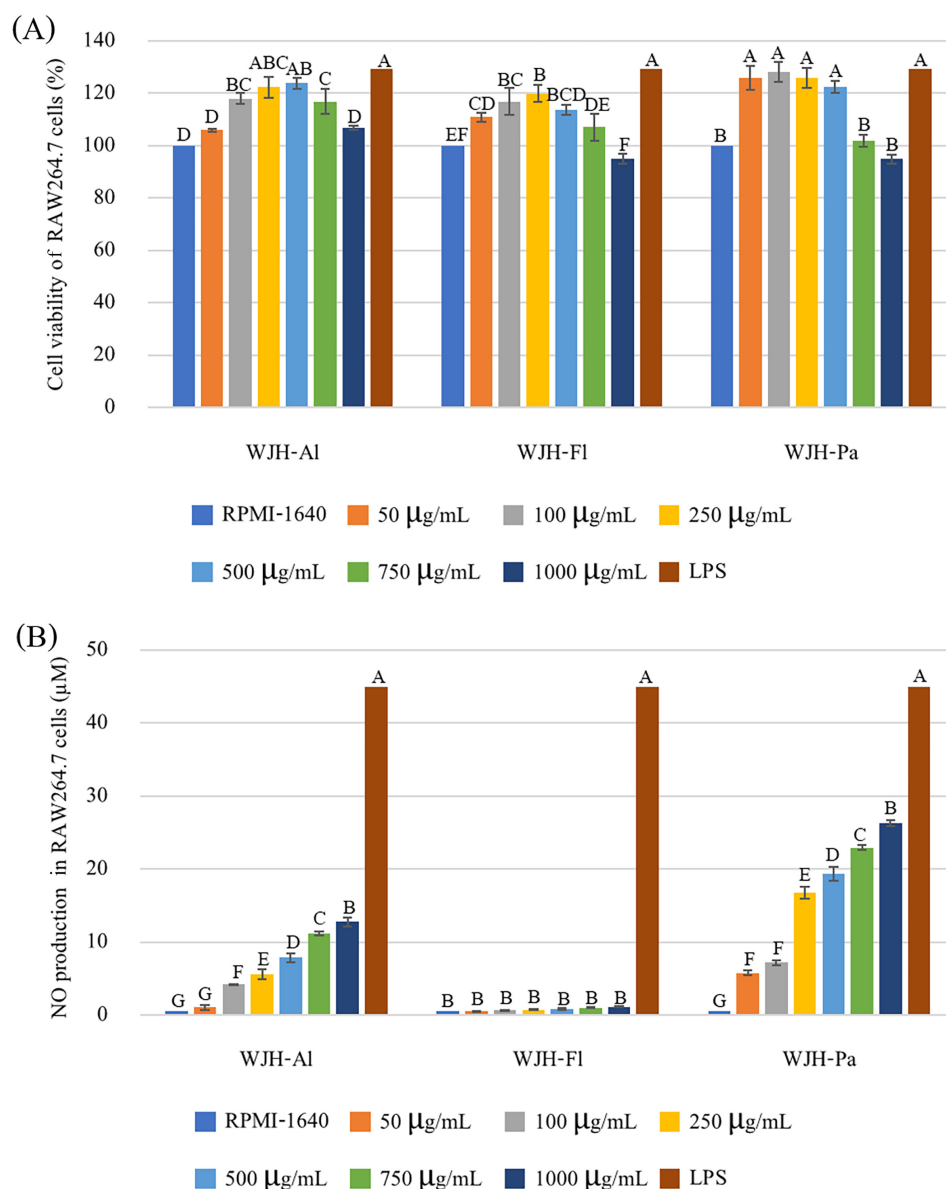 (A)
Cell viability of RAW264.7 cells (%)
140
120
100
80
60
40
20
0
D D BC ABC AB C D A
EF CD BC B BCD DE F A
B A A A A B B A
WJH-Al WJH-Fl WJH-Pa
RPMI-1640 50 μg/mL 100 μg/mL 250 μg/mL
500 μg/mL 750 μg/mL 1000 μg/mL LPS
(B)
NO production in RAW264.7 cells (μM)
50
40
30
20
10
0
G G F E D C B A
B B B B B B B A
G F F E D C B A
WJH-Al WJH-Fl WJH-Pa
RPMI-1640 50 μg/mL 100 μg/mL 250 μg/mL
500 μg/mL 750 μg/mL 1000 μg/mL LPS